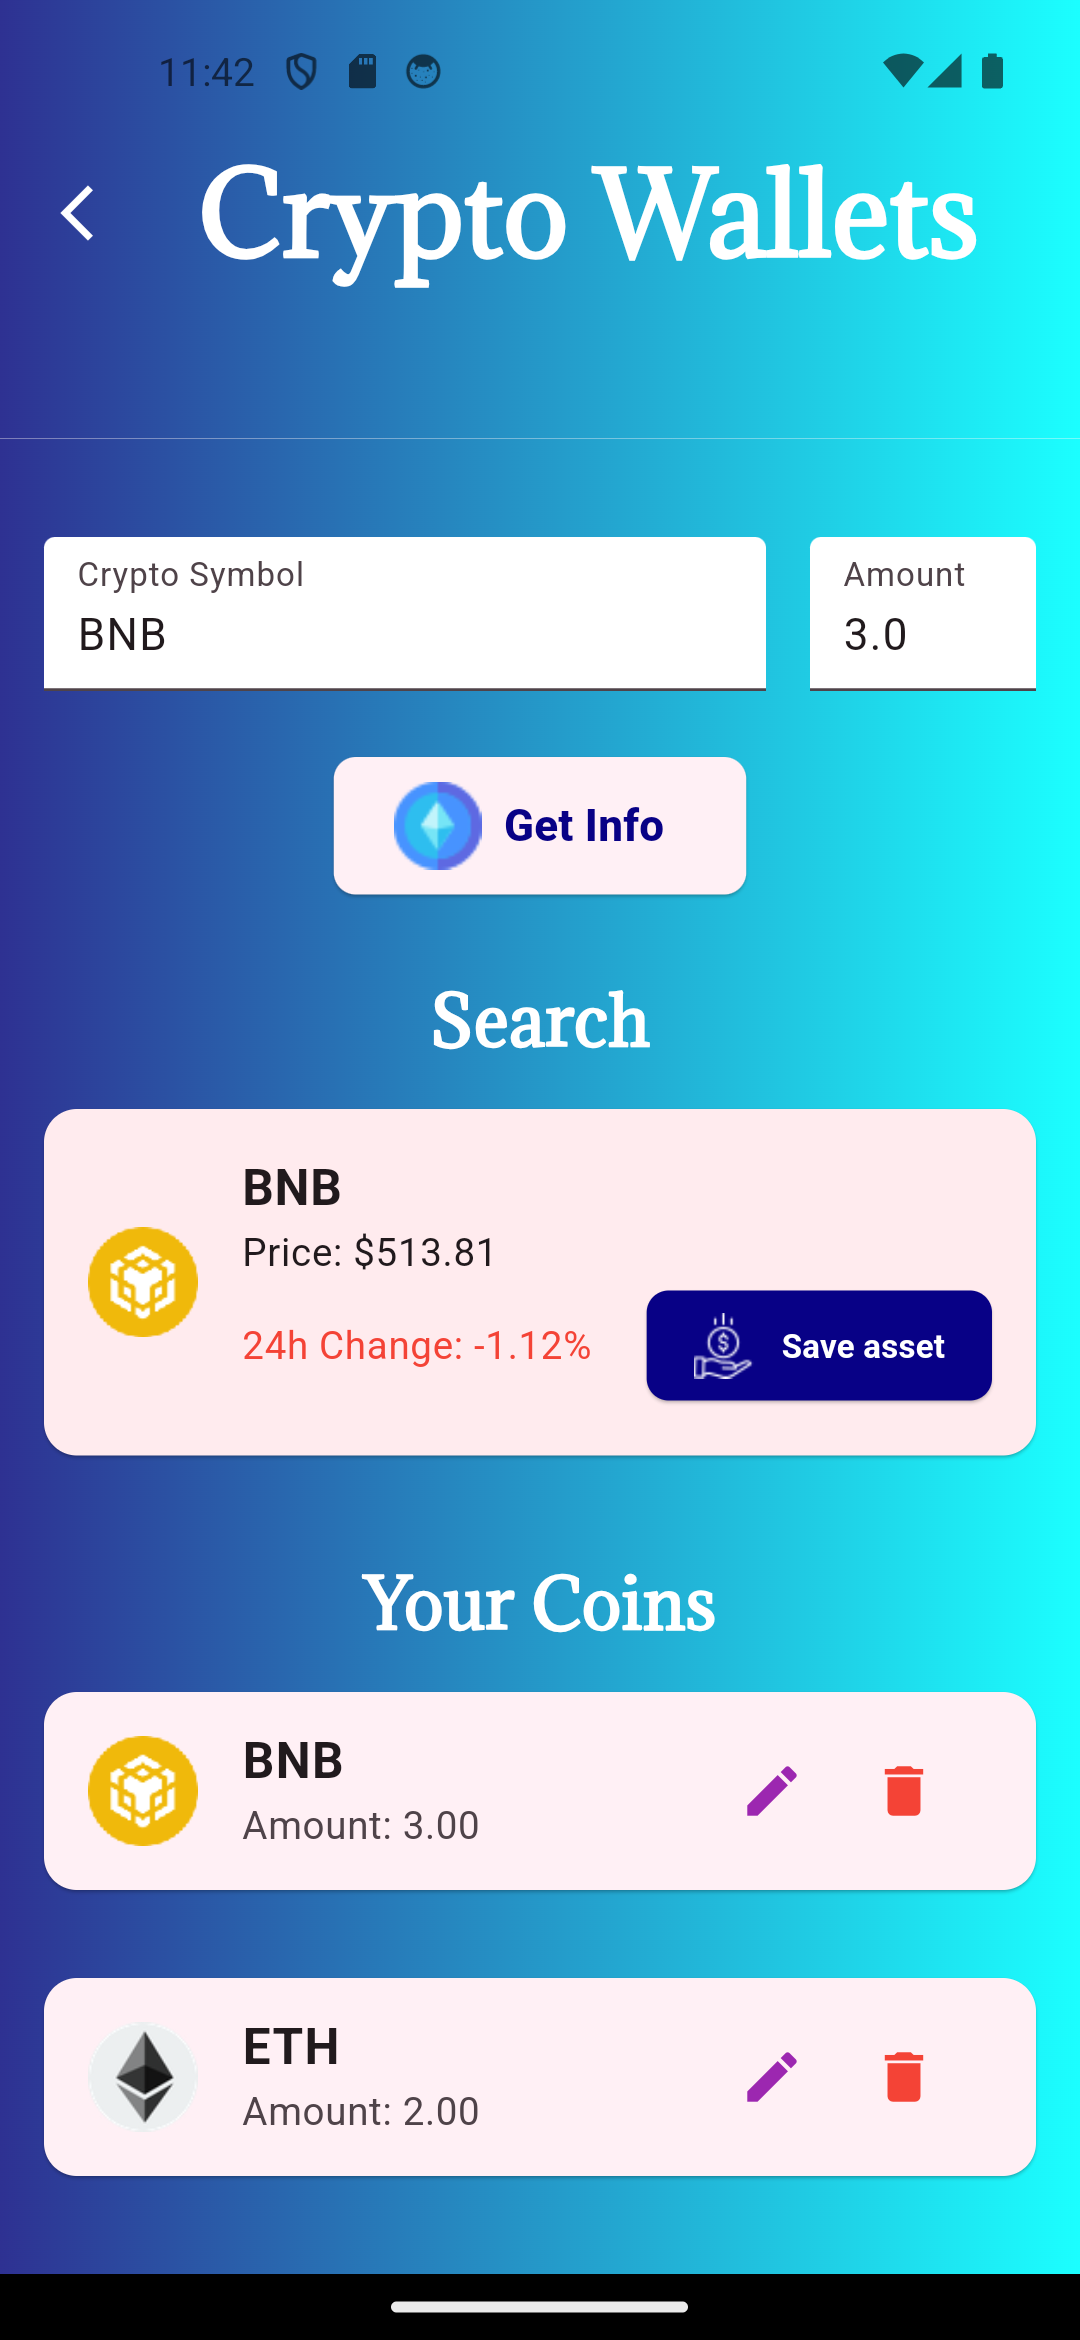 11:42
Crypto Wallets
Crypto Symbol
BNB
Amount
3.0
Get Info
Search
BNB
Price: $513.81
24h Change: -1.12%
Save asset
Your Coins
BNB
Amount: 3.00
ETH
Amount: 2.00